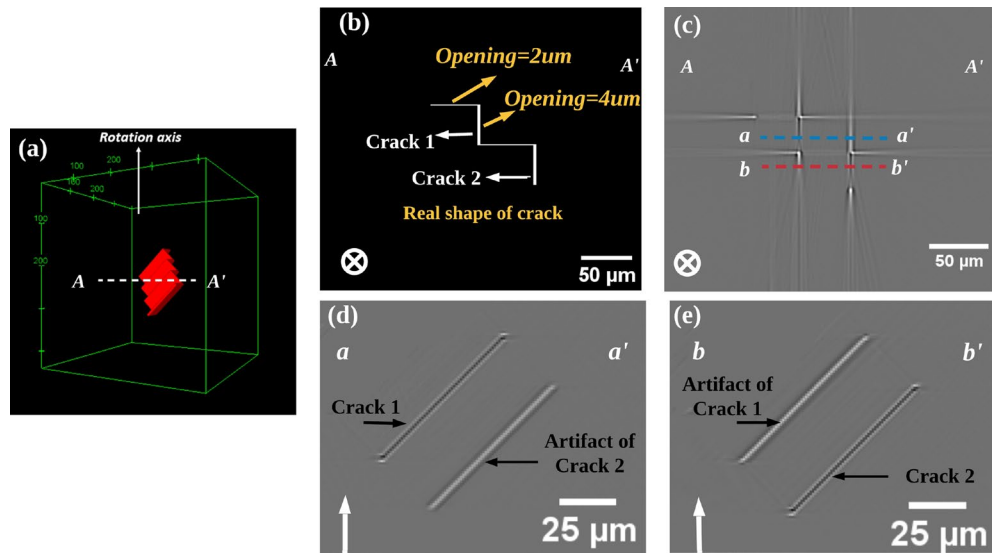 (a)
Rotation axis
100
200
100
200
100
200
A
A'
(b)
A
A'
Opening=2um
Opening=4um
Crack 1
Crack 2
Real shape of crack
50 µm
(c)
A
A'
a
a'
b
b'
50 µm
(d)
a
a'
Crack 1
Artifact of
Crack 2
25 µm
(e)
b
b'
Artifact of
Crack 1
Crack 2
25 µm